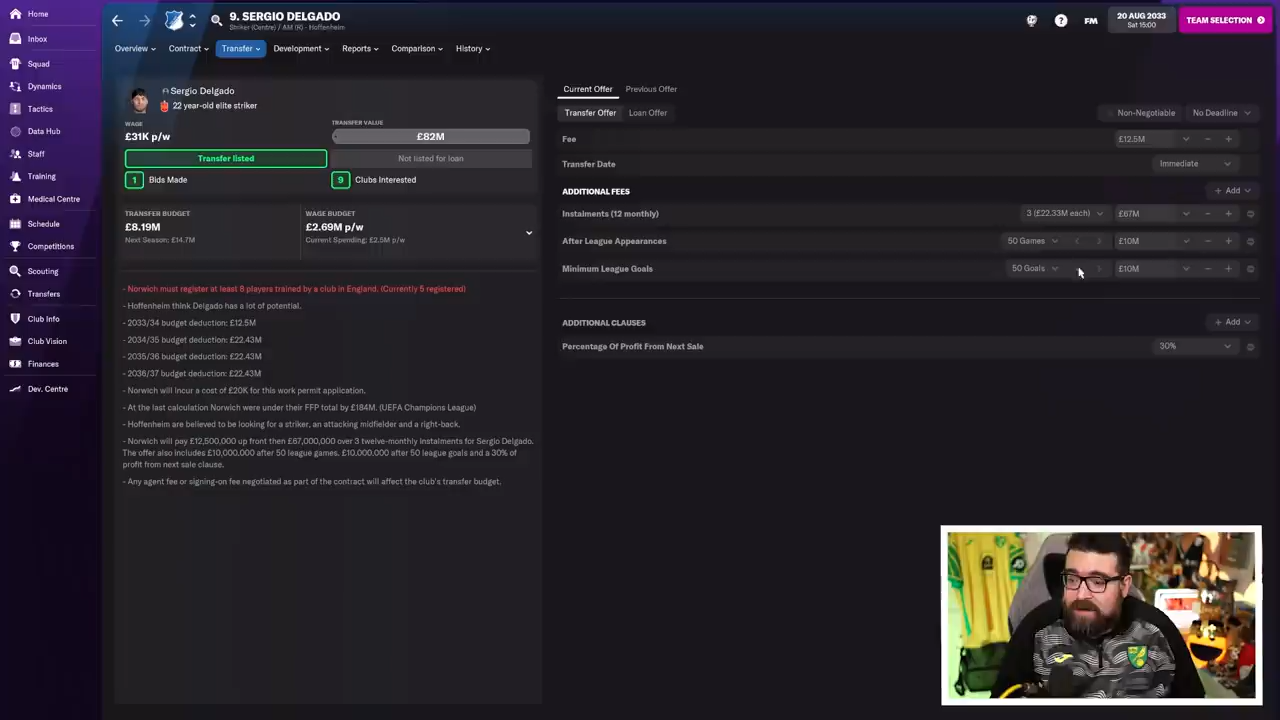 Home
Inbox
Squad
Dynamics
Tactics
Data Hub
Staff
Training
Medical Centre
Schedule
Competitions
Scouting
Transfers
Club Info
Club Vision
Finances
Dev. Centre
9. SERGIO DELGADO
Striker (Centre) / AM (R) - Hoffenheim
FM
20 AUG 2033
Sat 15:00
TEAM SELECTION
Overview
Contract
Transfer
Development
Reports
Comparison
History
Sergio Delgado
22 year-old elite striker
WAGE
£31K p/w
TRANSFER VALUE
£82M
Transfer listed
Not listed for loan
1 Bids Made
9 Clubs Interested
TRANSFER BUDGET
£8.19M
Next Season: £14.7M
WAGE BUDGET
£2.69M p/w
Current Spending: £2.5M p/w
- Norwich must register at least 8 players trained by a club in England. (Currently 5 registered)
- Hoffenheim think Delgado has a lot of potential.
- 2033/34 budget deduction: £12.5M
- 2034/35 budget deduction: £22.43M
- 2035/36 budget deduction: £22.43M
- 2036/37 budget deduction: £22.43M
- Norwich will incur a cost of £20K for this work permit application.
- At the last calculation Norwich were under their FFP total by £184M. (UEFA Champions League)
- Hoffenheim are believed to be looking for a striker, an attacking midfielder and a right-back.
- Norwich will pay £12,500,000 up front then £67,000,000 over 3 twelve-monthly Instalments for Sergio Delgado.
The offer also includes £10,000,000 after 50 league games. £10,000,000 after 50 league goals and a 30% of
profit from next sale clause.
- Any agent fee or signing-on fee negotiated as part of the contract will affect the club's transfer budget.
Current Offer
Previous Offer
Transfer Offer
Loan Offer
Non-Negotiable
No Deadline
Fee
£12.5M
Transfer Date
Immediate
ADDITIONAL FEES
+ Add
Instalments (12 monthly)
3 (£22.33M each)
£67M
After League Appearances
50 Games
£10M
Minimum League Goals
50 Goals
£10M
ADDITIONAL CLAUSES
+ Add
Percentage Of Profit From Next Sale
30%